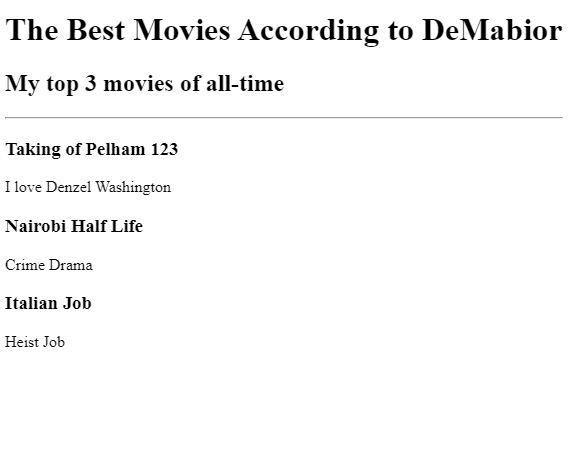 The Best Movies According to DeMabior
My top 3 movies of all-time
Taking of Pelham 123
I love Denzel Washington
Nairobi Half Life
Crime Drama
Italian Job
Heist Job